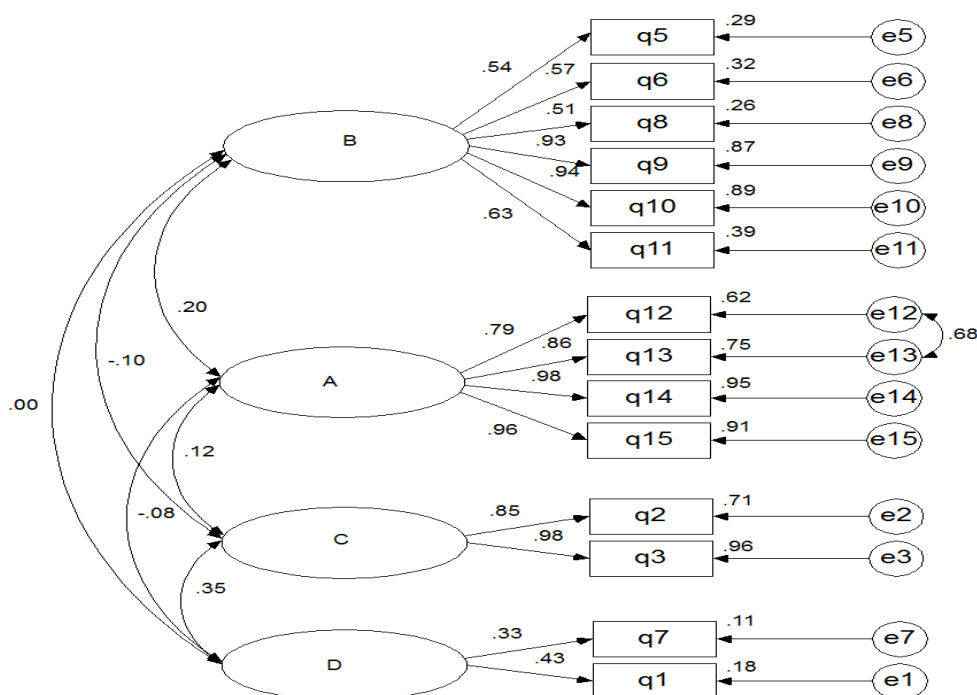 .29
q5
e5
.54
.57
.32
q6
e6
.51
.26
q8
e8
B
.93
.87
q9
e9
.94
.89
q10
e10
.63
.39
q11
e11
.20
.62
q12
e12
.79
.68
-.10
.86
.75
q13
e13
A
.98
.95
q14
e14
.00
.96
.91
q15
e15
.12
-.08
.85
.71
q2
e2
C
.98
.96
q3
e3
.35
.33
.11
q7
e7
D
.43
.18
q1
e1